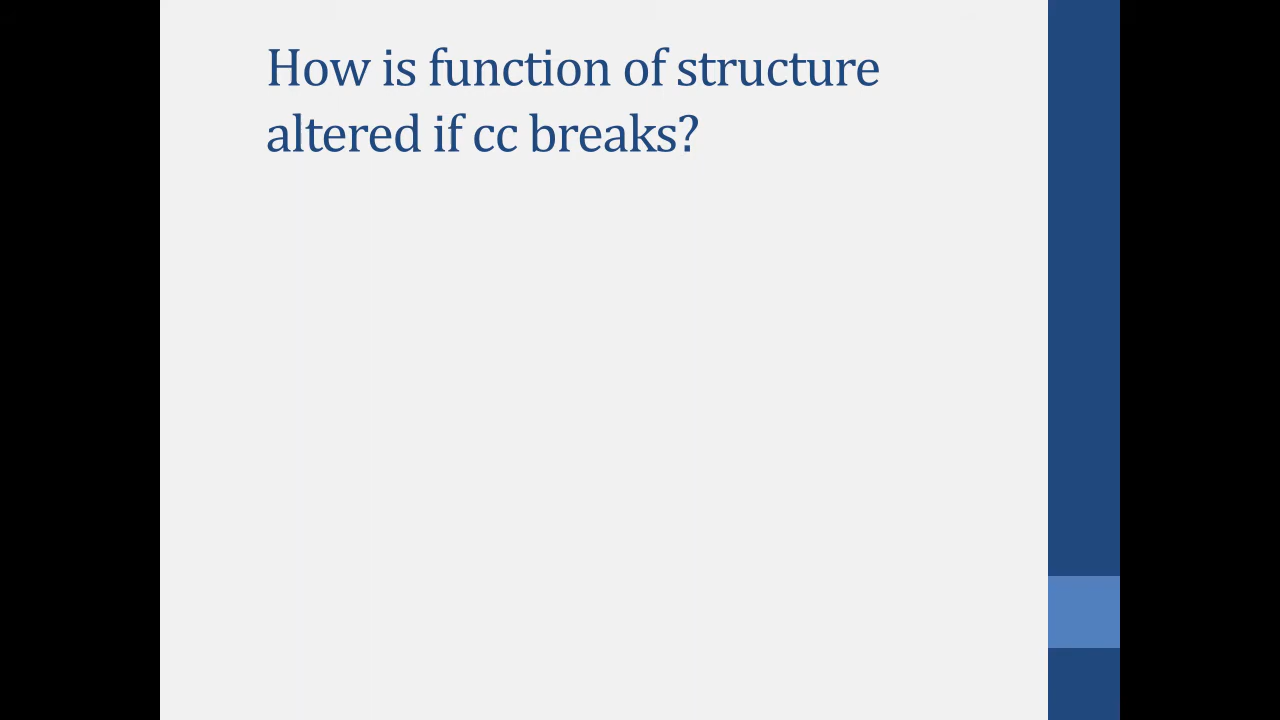 How is function of structure
altered if cc breaks?